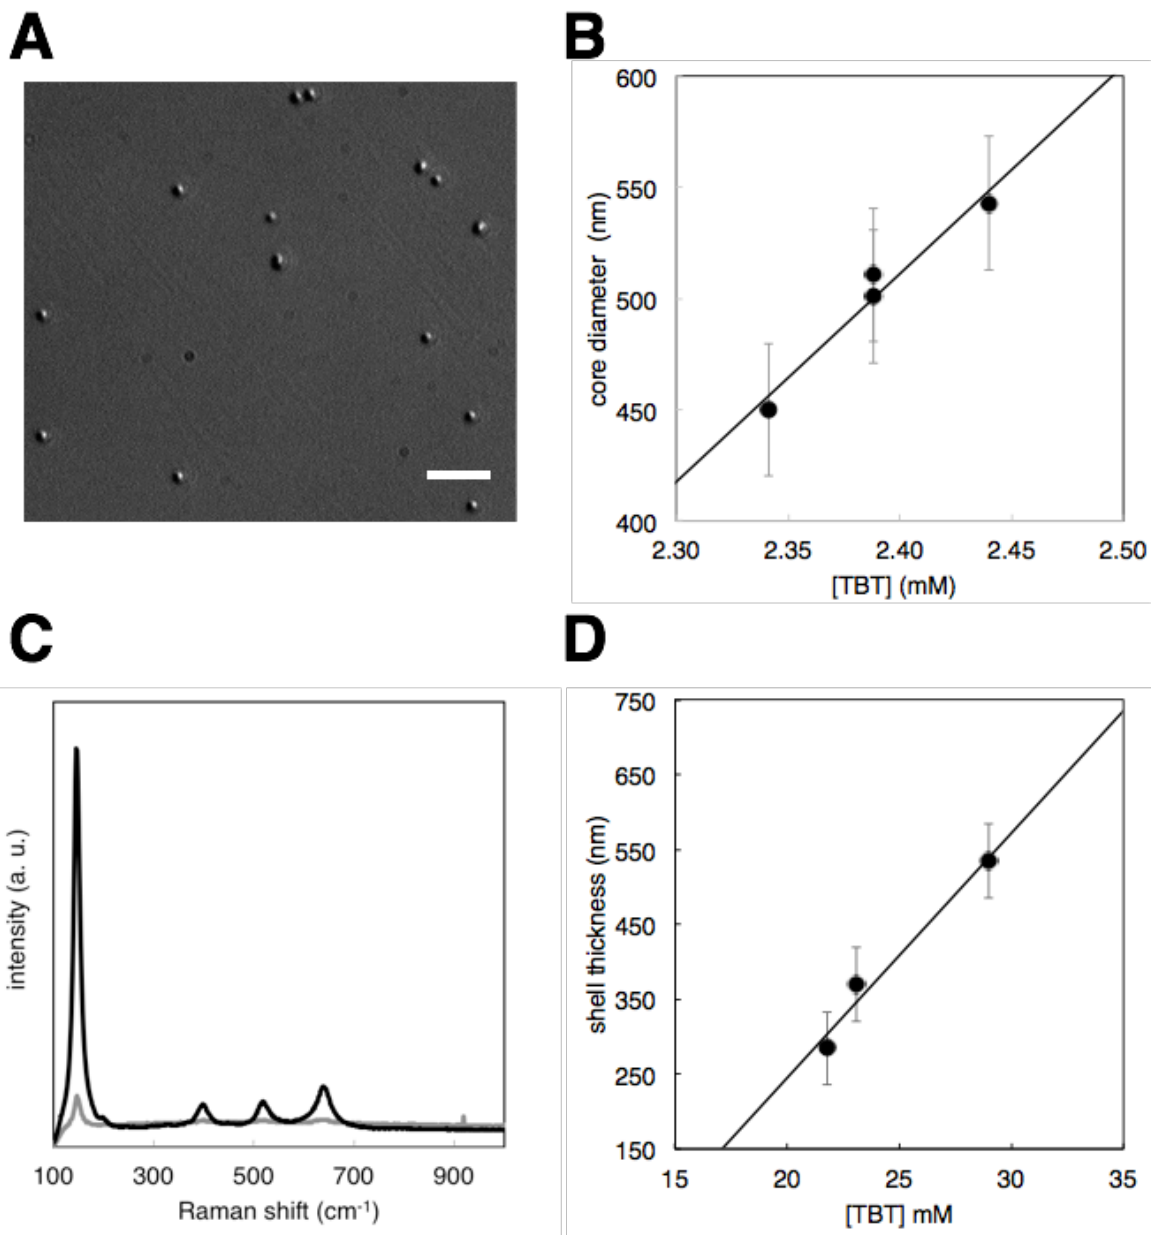 A
B
600
550
500
450
400
core diameter (nm)
2.30 2.35 2.40 2.45 2.50
[TBT] (mM)
C
D
intensity (a. u.)
100 300 500 700 900
Raman shift (cm⁻¹)
750
650
550
450
350
250
150
shell thickness (nm)
15 20 25 30 35
[TBT] mM